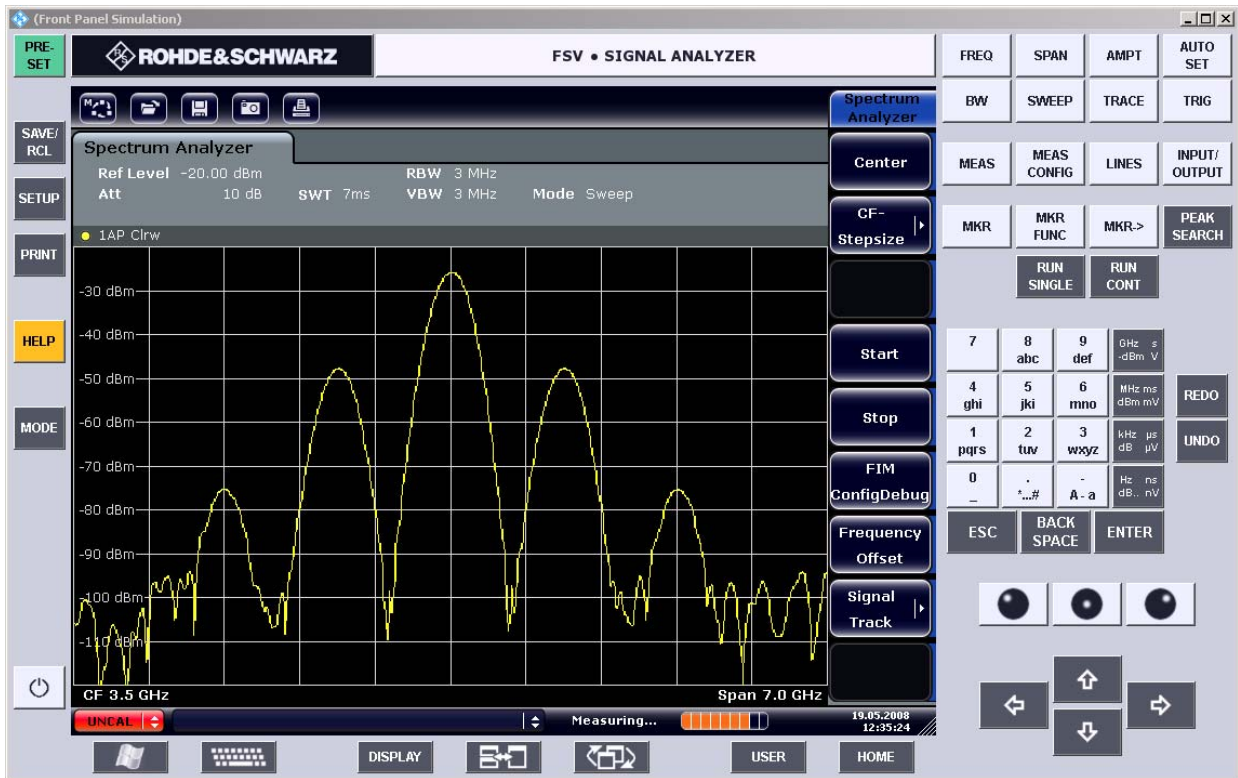 (Front Panel Simulation)
PRE-
SET
ROHDE&SCHWARZ
FSV • SIGNAL ANALYZER
FREQ
SPAN
AMPT
AUTO
SET
BW
SWEEP
TRACE
TRIG
MEAS
MEAS
CONFIG
LINES
INPUT/
OUTPUT
MKR
MKR
FUNC
MKR->
PEAK
SEARCH
RUN
SINGLE
RUN
CONT
SAVE/
RCL
SETUP
PRINT
HELP
MODE
Spectrum
Analyzer
Spectrum Analyzer
Ref Level -20.00 dBm
RBW 3 MHz
Att 10 dB
SWT 7ms
VBW 3 MHz
Mode Sweep
1AP Clrw
-30 dBm
-40 dBm
-50 dBm
-60 dBm
-70 dBm
-80 dBm
-90 dBm
-100 dBm
-110 dBm
CF 3.5 GHz
Span 7.0 GHz
Center
CF-
Stepsize
Start
Stop
FIM
ConfigDebug
Frequency
Offset
Signal
Track
7
8
abc
9
def
GHz s
-dBm V
4
ghi
5
jkl
6
mno
MHz ms
dBm mV
REDO
1
pqrs
2
tuv
3
wxyz
kHz µs
dB µV
UNDO
0
_
.
*...#
-
A - a
Hz ns
dB.. nV
ESC
BACK
SPACE
ENTER
UNCAL
Measuring...
19.05.2008
12:35:24
DISPLAY
USER
HOME